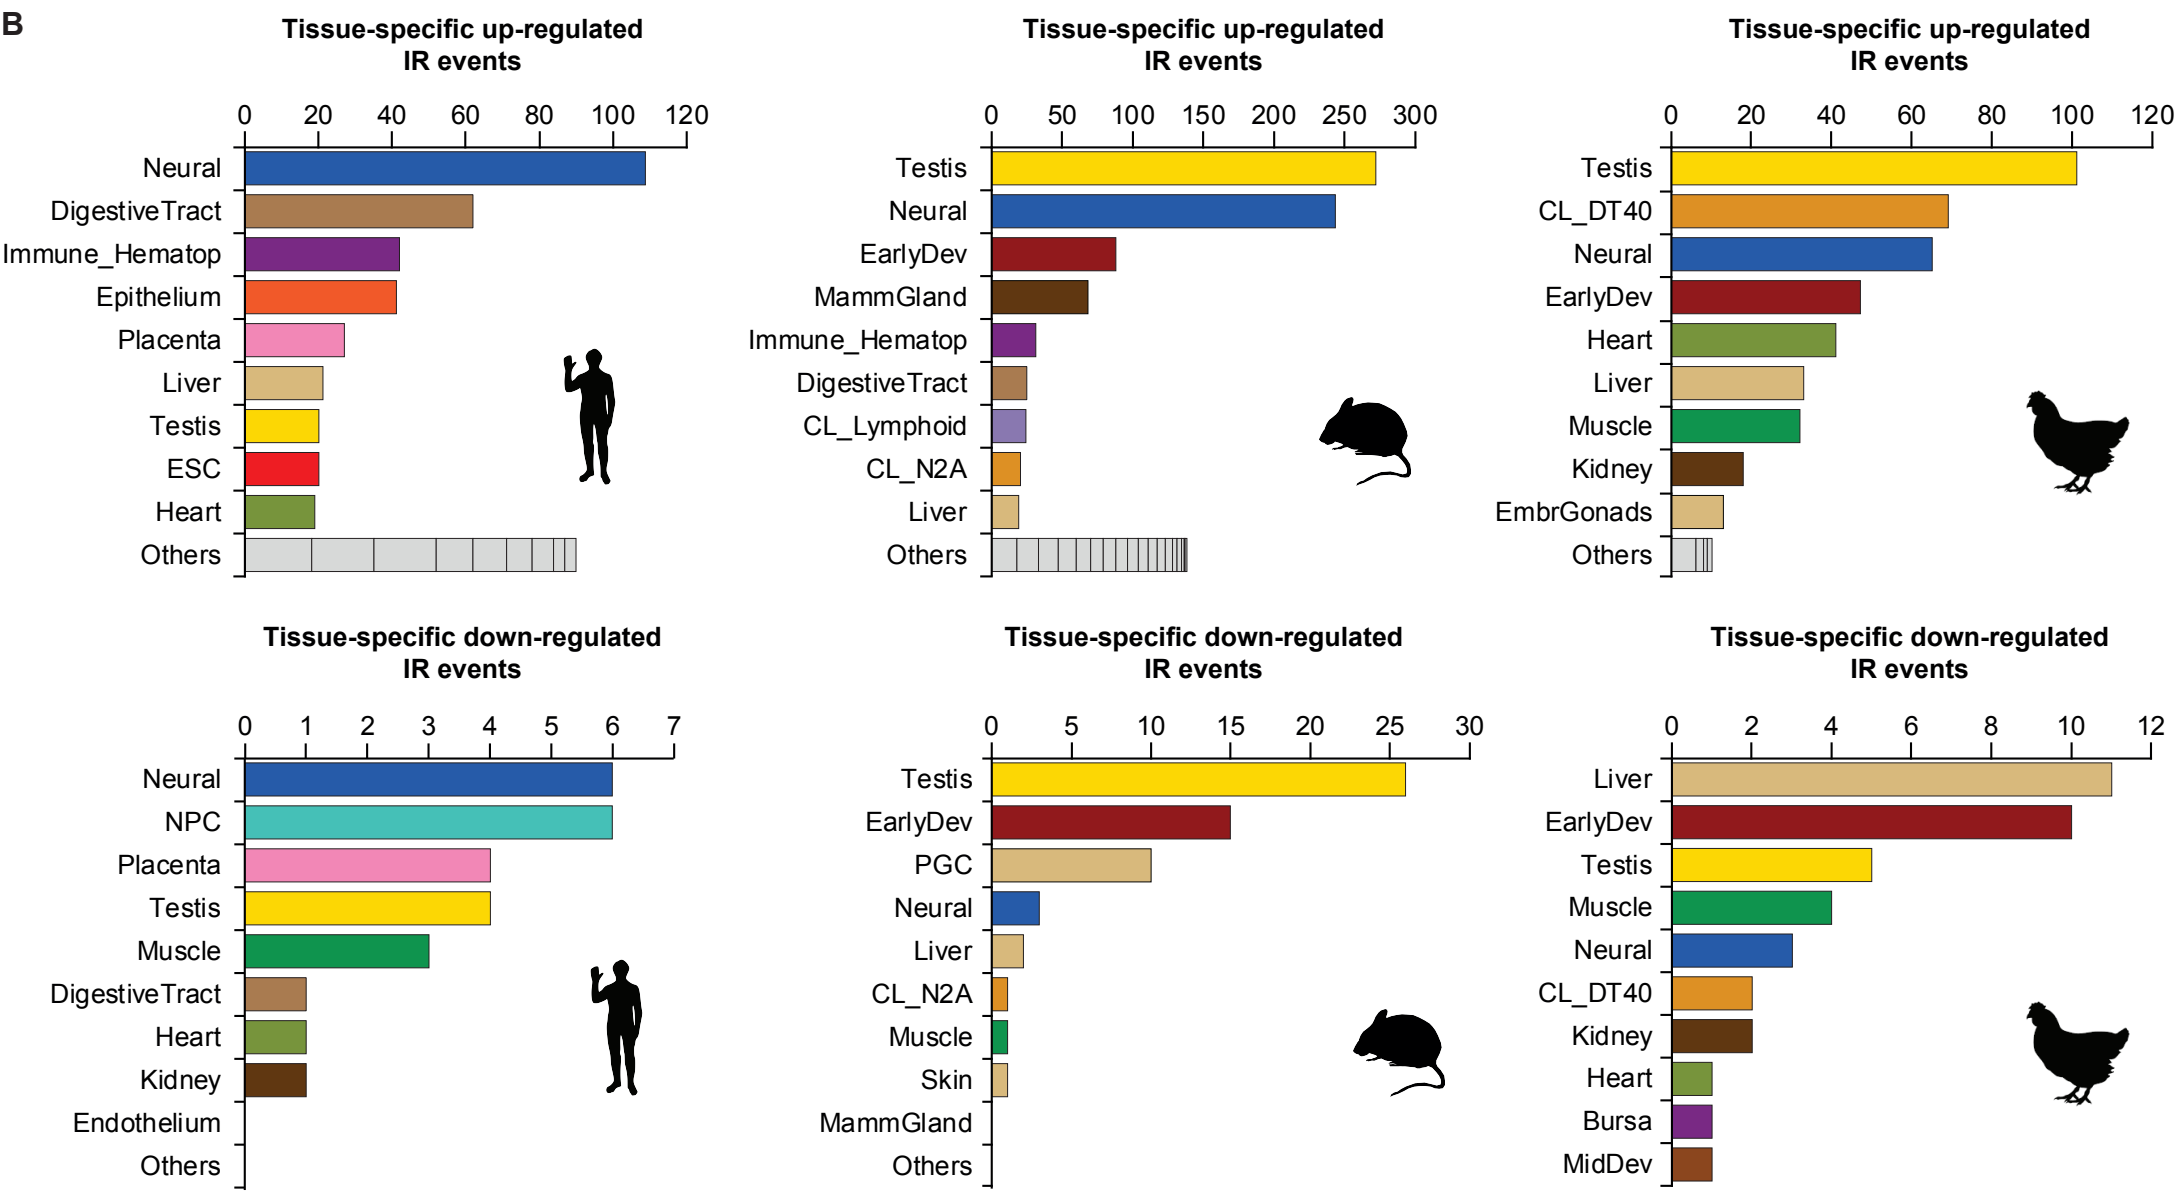 B
Tissue-specific up-regulated
IR events
0 20 40 60 80 100 120
Neural
DigestiveTract
Immune_Hematop
Epithelium
Placenta
Liver
Testis
ESC
Heart
Others
Tissue-specific up-regulated
IR events
0 50 100 150 200 250 300
Testis
Neural
EarlyDev
MammGland
Immune_Hematop
DigestiveTract
CL_Lymphoid
CL_N2A
Liver
Others
Tissue-specific up-regulated
IR events
0 20 40 60 80 100 120
Testis
CL_DT40
Neural
EarlyDev
Heart
Liver
Muscle
Kidney
EmbrGonads
Others
Tissue-specific down-regulated
IR events
0 1 2 3 4 5 6 7
Neural
NPC
Placenta
Testis
Muscle
DigestiveTract
Heart
Kidney
Endothelium
Others
Tissue-specific down-regulated
IR events
0 5 10 15 20 25 30
Testis
EarlyDev
PGC
Neural
Liver
CL_N2A
Muscle
Skin
MammGland
Others
Tissue-specific down-regulated
IR events
0 2 4 6 8 10 12
Liver
EarlyDev
Testis
Muscle
Neural
CL_DT40
Kidney
Heart
Bursa
MidDev